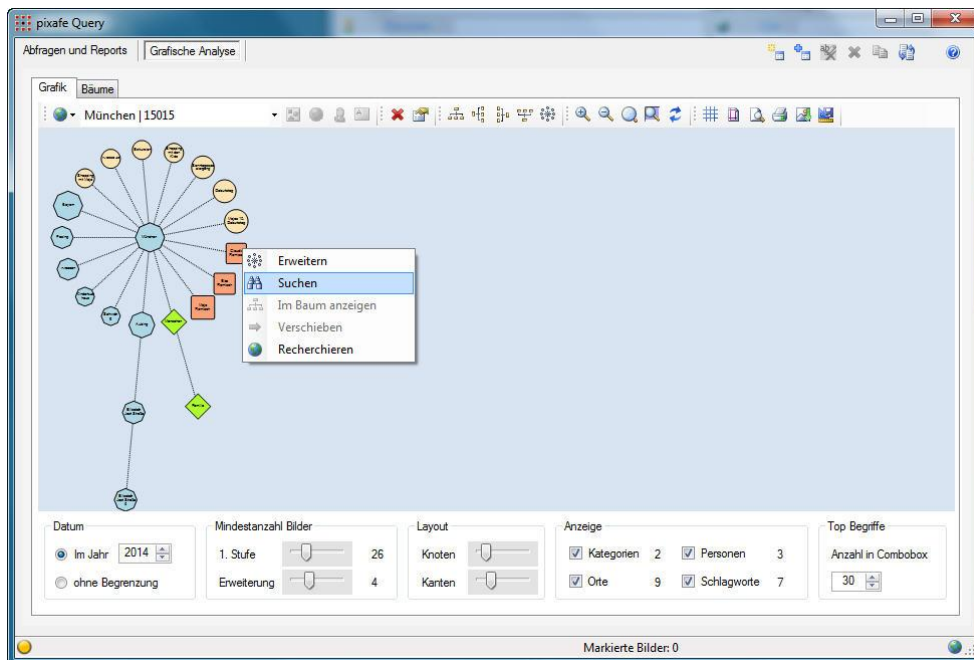 pixafe Query
Abfragen und Reports Grafische Analyse
Grafik Bäume
München | 15015
München
Erweitern
Suchen
Im Baum anzeigen
Verschieben
Recherchieren
Datum Mindestanzahl Bilder Layout Anzeige Top Begriffe
Im Jahr 2014 1. Stufe 26 Knoten Kategorien 2 Personen 3 Anzahl in Combobox
ohne Begrenzung Erweiterung 4 Kanten Orte 9 Schlagworte 7 30
Markierte Bilder: 0